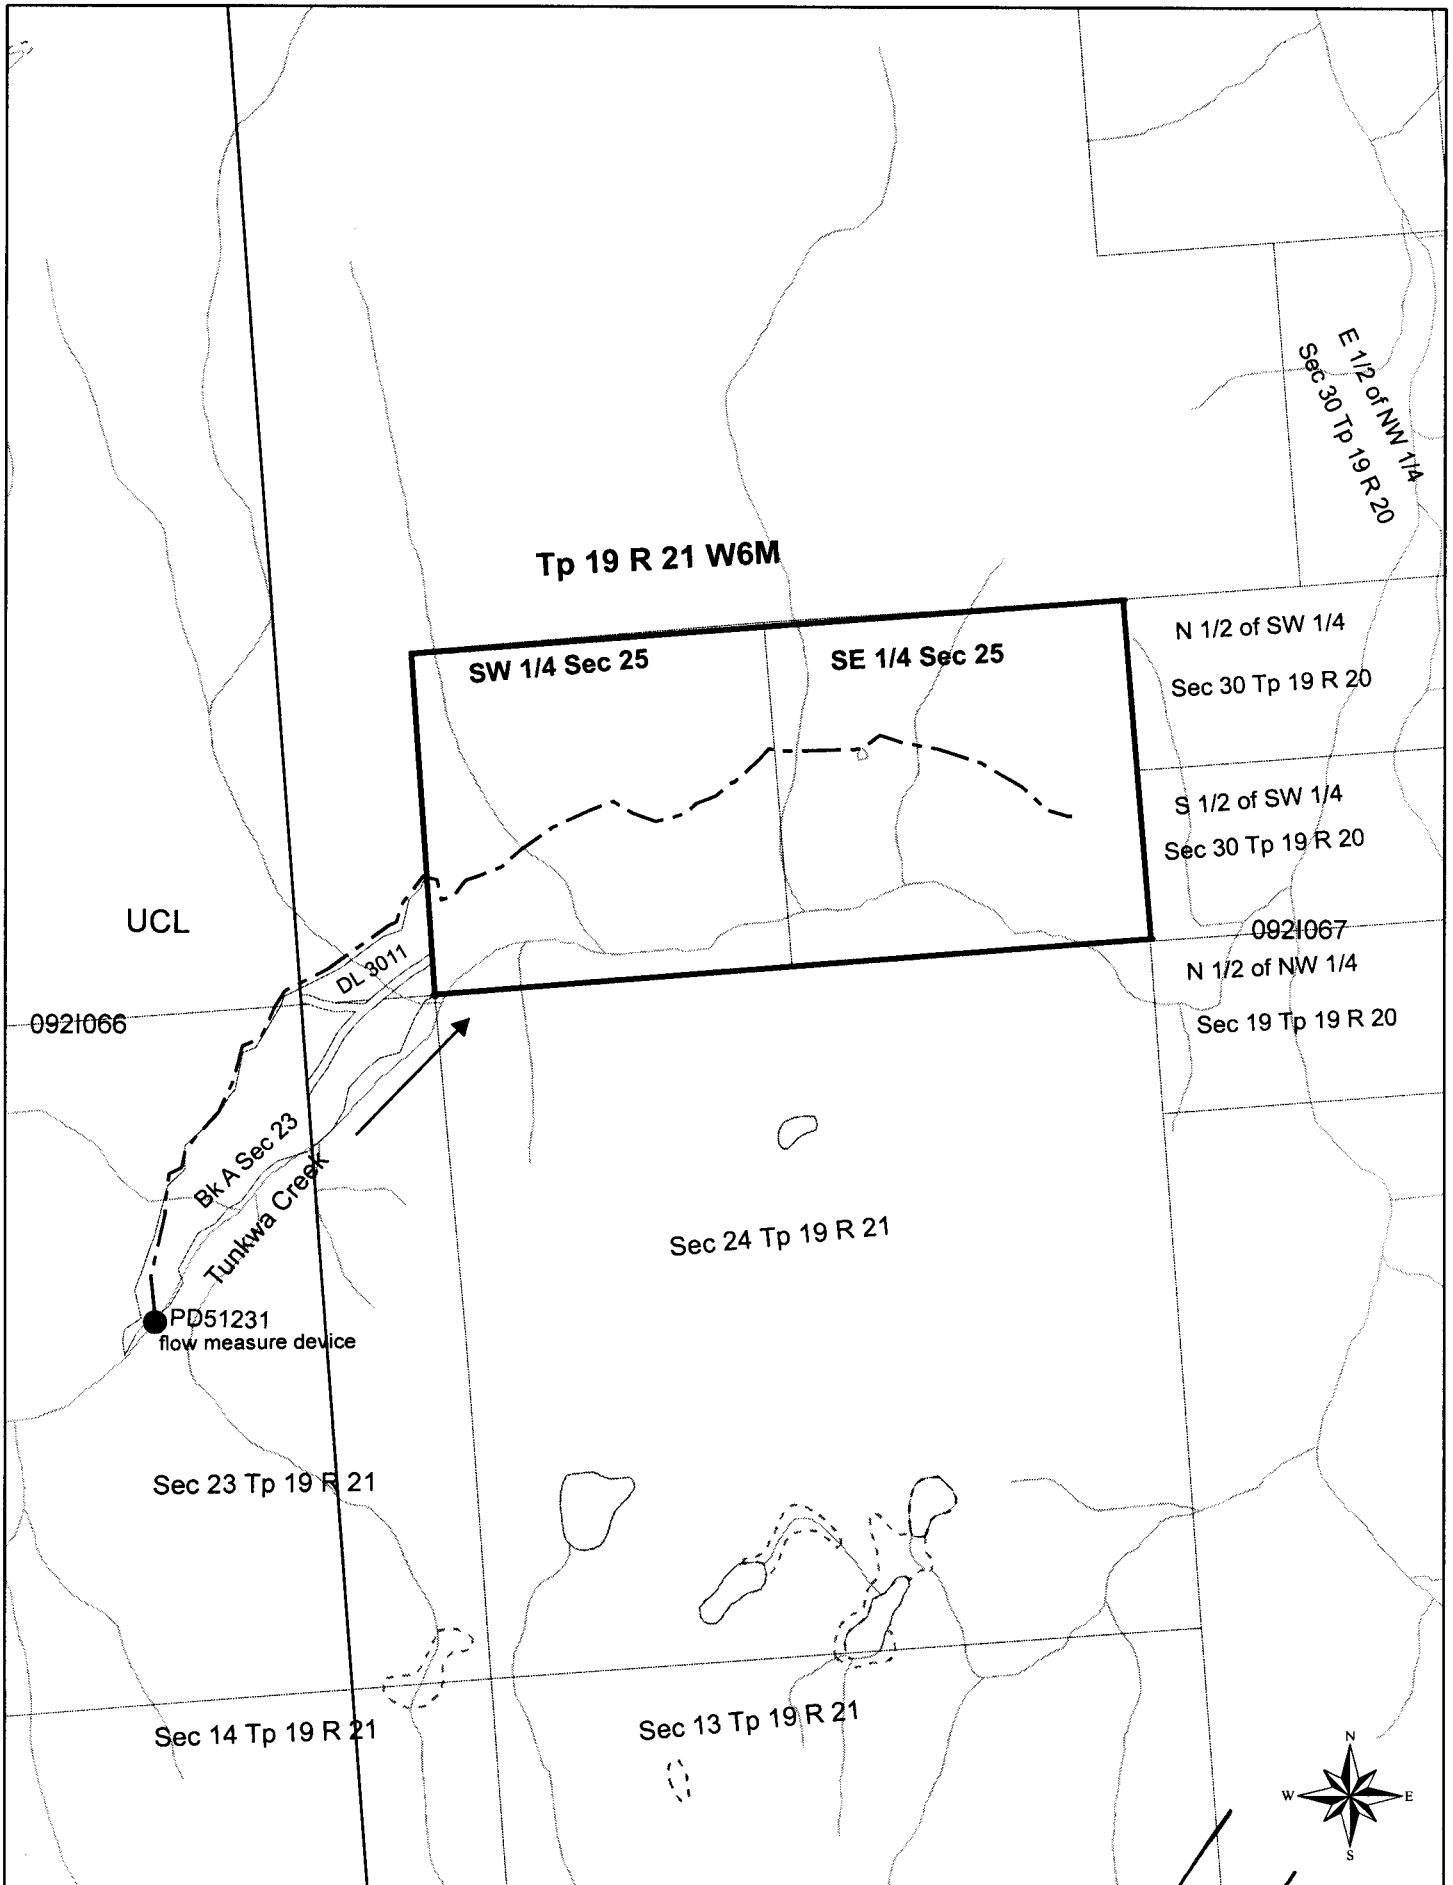 E 1/2 of NW 1/4
Sec 30 Tp 19 R 20
Tp 19 R 21 W6M
SW 1/4 Sec 25
SE 1/4 Sec 25
N 1/2 of SW 1/4
Sec 30 Tp 19 R 20
S 1/2 of SW 1/4
Sec 30 Tp 19 R 20
UCL
DL 3011
092I067
N 1/2 of NW 1/4
Sec 19 Tp 19 R 20
092I066
Bk A Sec 23
Tunkwa Creek
Sec 24 Tp 19 R 21
PD51231
flow measure device
Sec 23 Tp 19 R 21
Sec 14 Tp 19 R 21
Sec 13 Tp 19 R 21
N
W
E
S